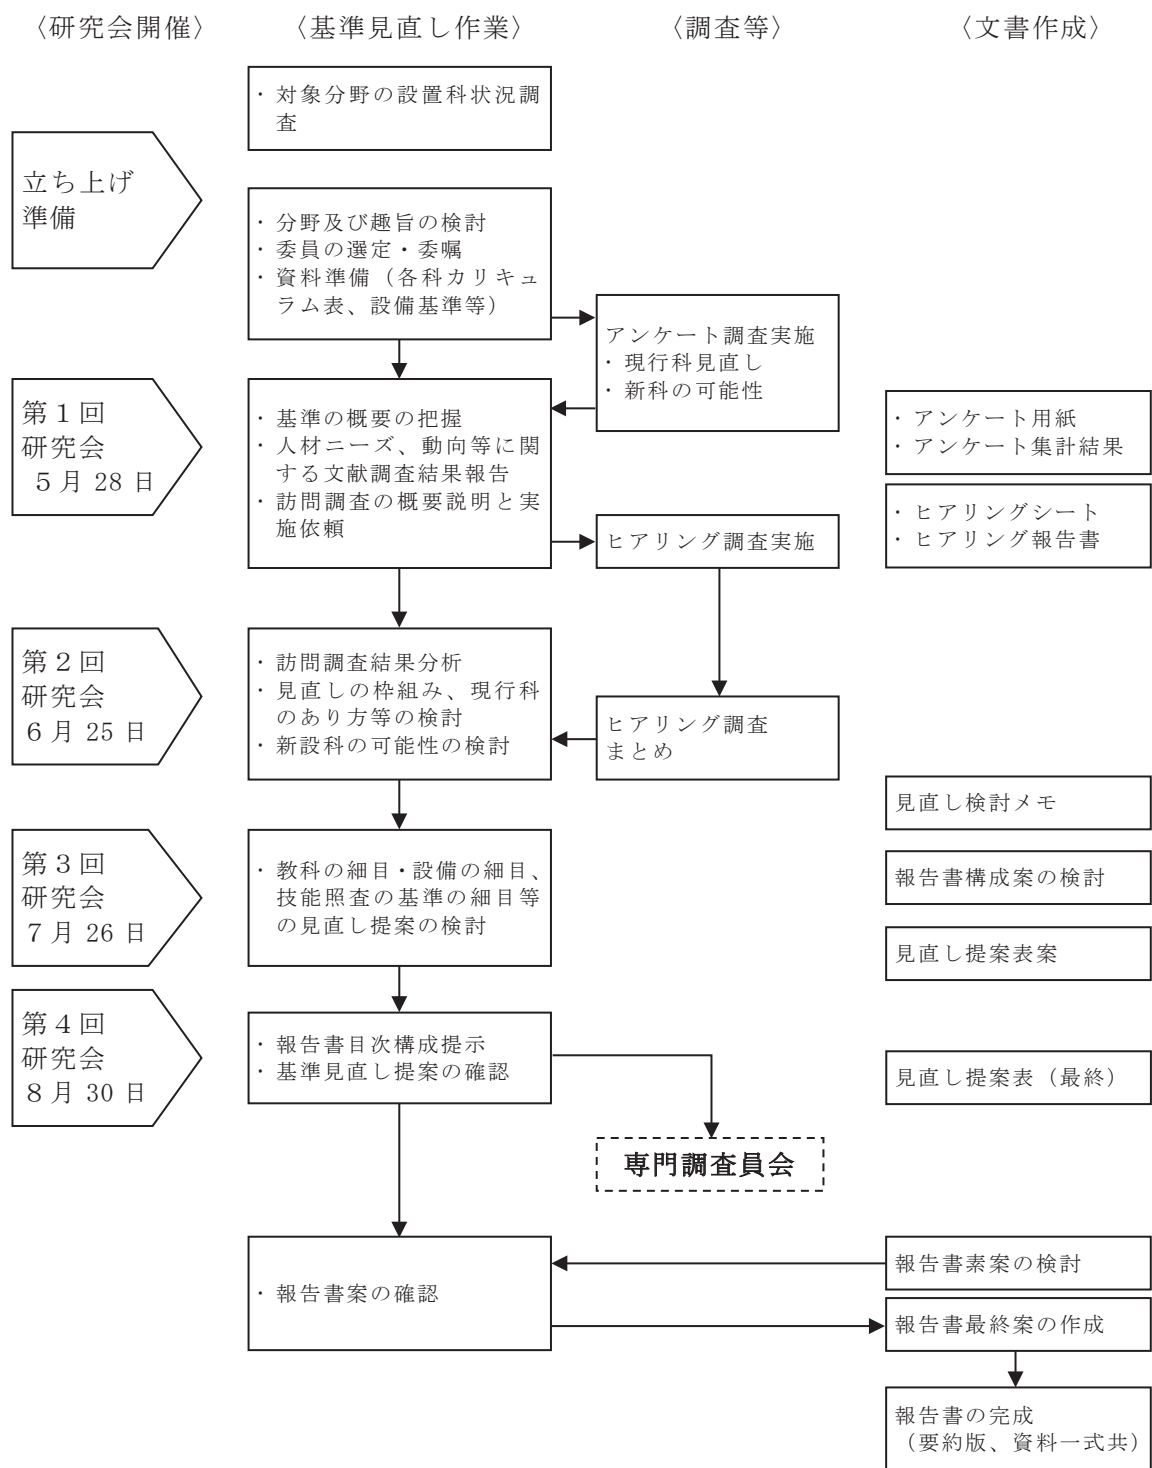 〈研究会開催〉
〈基準見直し作業〉
〈調査等〉
〈文書作成〉
・対象分野の設置科状況調
査
立ち上げ
準備
・分野及び趣旨の検討
・委員の選定・委嘱
・資料準備（各科カリキュ
ラム表、設備基準等）
アンケート調査実施
・現行科見直し
・新科の可能性
第１回
研究会
５月 28 日
・基準の概要の把握
・人材ニーズ、動向等に関
する文献調査結果報告
・訪問調査の概要説明と実
施依頼
・アンケート用紙
・アンケート集計結果
・ヒアリングシート
・ヒアリング報告書
ヒアリング調査実施
第２回
研究会
６月 25 日
・訪問調査結果分析
・見直しの枠組み、現行科
のあり方等の検討
・新設科の可能性の検討
ヒアリング調査
まとめ
見直し検討メモ
第３回
研究会
７月 26 日
・教科の細目・設備の細目、
技能照査の基準の細目等
の見直し提案の検討
報告書構成案の検討
見直し提案表案
第４回
研究会
８月 30 日
・報告書目次構成提示
・基準見直し提案の確認
見直し提案表（最終）
専門調査員会
・報告書案の確認
報告書素案の検討
報告書最終案の作成
報告書の完成
（要約版、資料一式共）